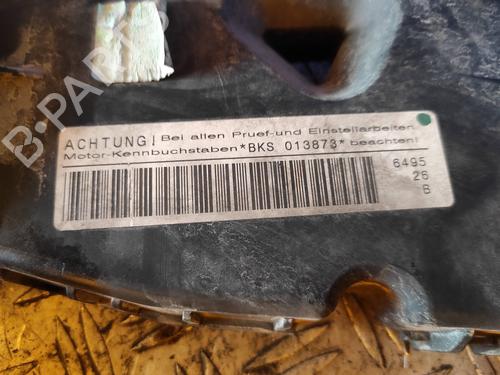 B-PARTS
ACHTUNG! Bei allen Pruef-und Einstellarbeiten
Motor-Kennbuchstaben *BKS 013873* beachten!
6495
26
B